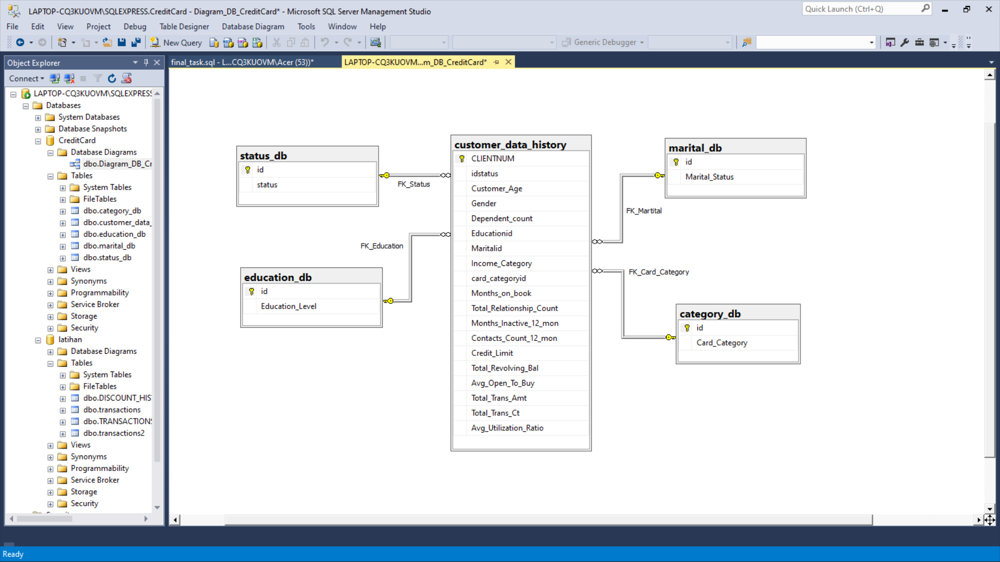 LAPTOP-CQ3KUOVM\SQLEXPRESS.CreditCard - Diagram_DB_CreditCard* - Microsoft SQL Server Management Studio
Quick Launch (Ctrl+Q)
File Edit View Project Debug Table Designer Database Diagram Tools Window Help
New Query
Generic Debugger
Object Explorer
final_task.sql - L...CQ3KUOVM\Acer (53))*
LAPTOP-CQ3KUOVM...m_DB_CreditCard*
Connect
LAPTOP-CQ3KUOVM\SQLEXPRESS
Databases
System Databases
Database Snapshots
CreditCard
Database Diagrams
dbo.Diagram_DB_Cr
Tables
System Tables
FileTables
dbo.category_db
dbo.customer_data_
dbo.education_db
dbo.marital_db
dbo.status_db
Views
Synonyms
Programmability
Service Broker
Storage
Security
latihan
Database Diagrams
Tables
System Tables
FileTables
dbo.DISCOUNT_HIS
dbo.transactions
dbo.TRANSACTIONS
dbo.transactions2
Views
Synonyms
Programmability
Service Broker
Storage
Security
status_db
id
status
FK_Status
FK_Education
education_db
id
Education_Level
customer_data_history
CLIENTNUM
idstatus
Customer_Age
Gender
Dependent_count
Educationid
Maritalid
Income_Category
card_categoryid
Months_on_book
Total_Relationship_Count
Months_Inactive_12_mon
Contacts_Count_12_mon
Credit_Limit
Total_Revolving_Bal
Avg_Open_To_Buy
Total_Trans_Amt
Total_Trans_Ct
Avg_Utilization_Ratio
marital_db
id
Marital_Status
FK_Martital
FK_Card_Category
category_db
id
Card_Category
Ready